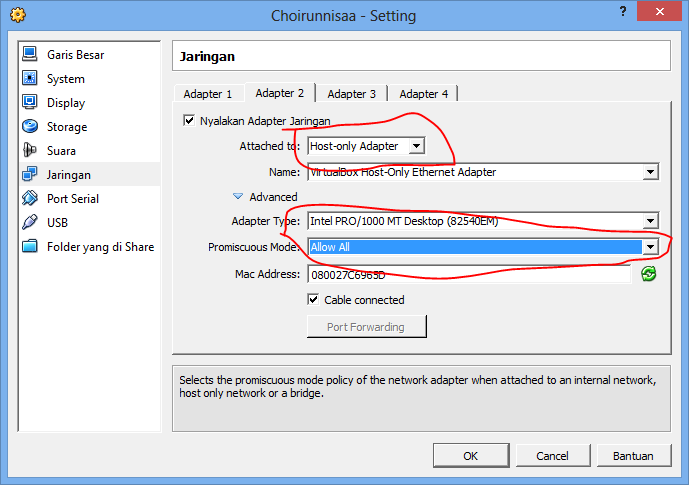 Choirunnisaa - Setting
?
Garis Besar
System
Display
Storage
Suara
Jaringan
Port Serial
USB
Folder yang di Share
Jaringan
Adapter 1
Adapter 2
Adapter 3
Adapter 4
Nyalakan Adapter Jaringan
Attached to: Host-only Adapter
Name: VirtualBox Host-Only Ethernet Adapter
Advanced
Adapter Type: Intel PRO/1000 MT Desktop (82540EM)
Promiscuous Mode: Allow All
Mac Address: 080027C6965D
Cable connected
Port Forwarding
Selects the promiscuous mode policy of the network adapter when attached to an internal network,
host only network or a bridge.
OK
Cancel
Bantuan